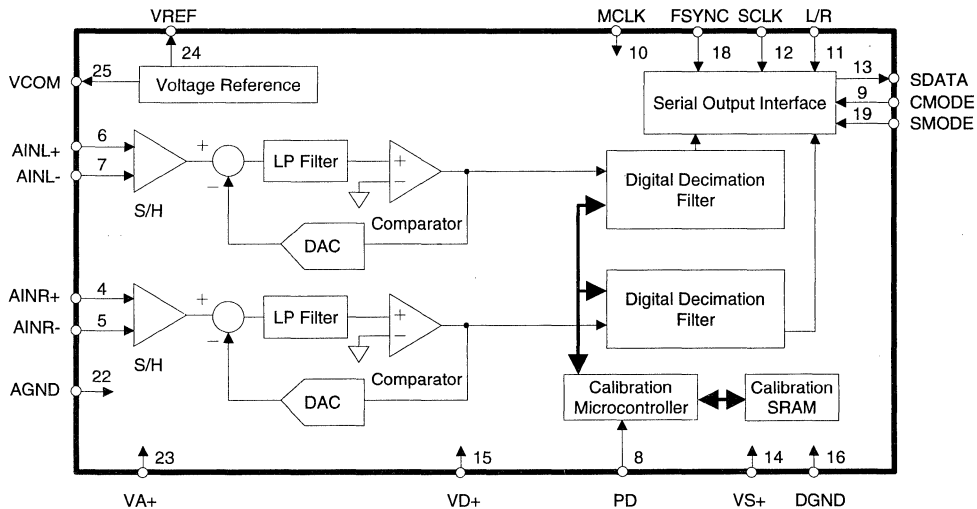 VREF MCLK FSYNC SCLK L/R
24 10 18 12 11
VCOM 25 Voltage Reference Serial Output Interface 13 SDATA
9 CMODE
19 SMODE
AINL+ 6
AINL- 7
S/H
+
−
LP Filter
+
−
Comparator
DAC
Digital Decimation
Filter
AINR+ 4
AINR- 5
S/H
+
−
LP Filter
+
−
Comparator
DAC
Digital Decimation
Filter
AGND 22
Calibration
Microcontroller
Calibration
SRAM
23 15 8 14 16
VA+ VD+ PD VS+ DGND